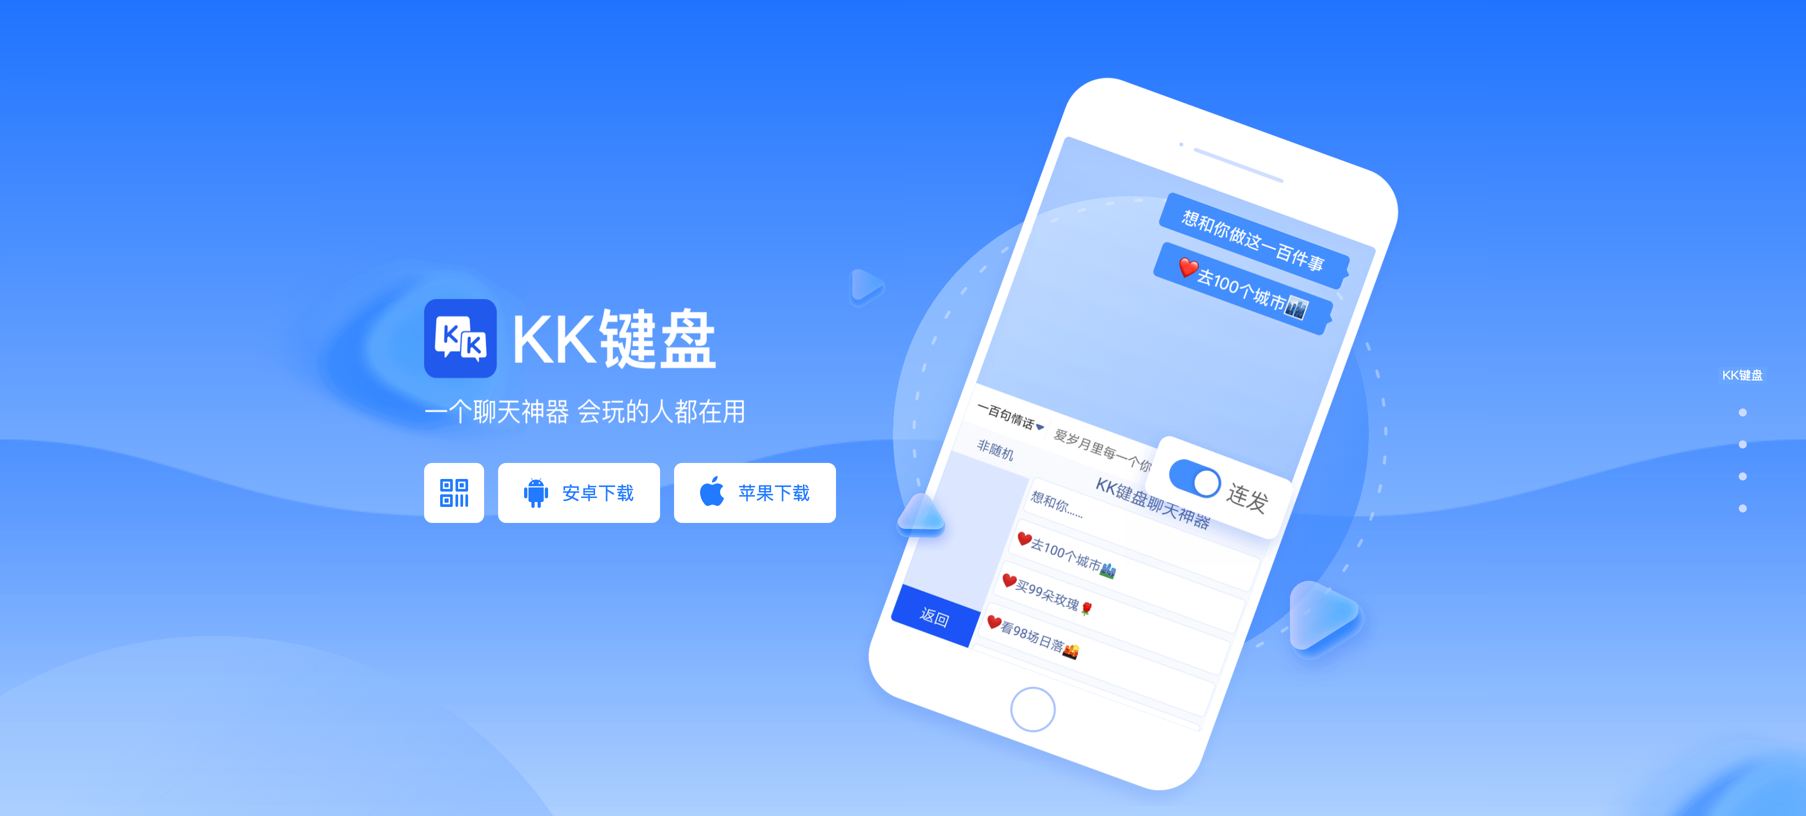 KK
KK键盘
一个聊天神器 会玩的人都在用
安卓下载
苹果下载
想和你做这一百件事
❤️去100个城市🏙️
一百句情话
爱岁月里每一个你
非随机
连发
KK键盘聊天神器
想和你......
❤️去100个城市🏙️
❤️买99朵玫瑰🌹
❤️看98场日落🌇
返回
KK键盘